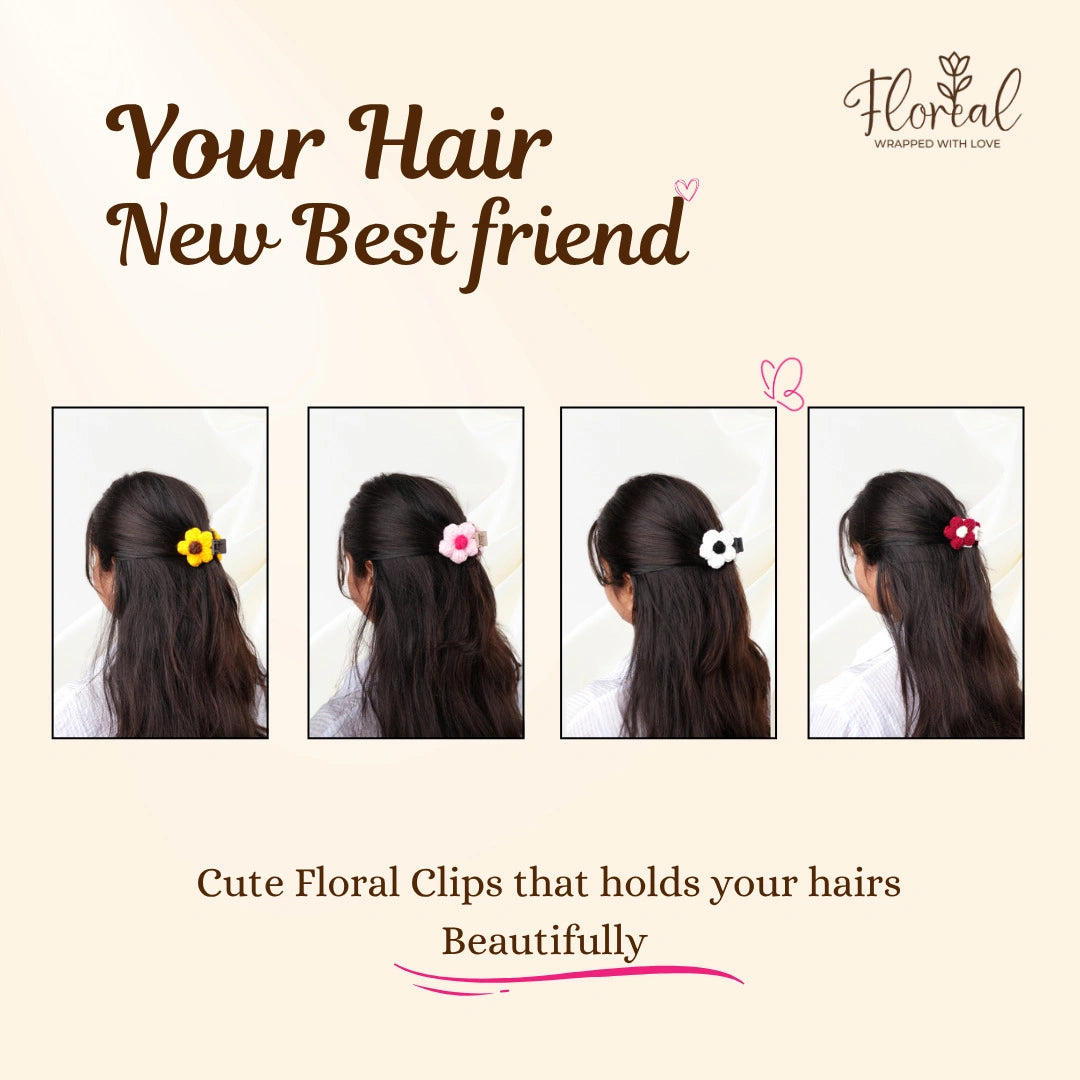 Floreal
WRAPPED WITH LOVE
Your Hair
New Best friend
Cute Floral Clips that holds your hairs
Beautifully